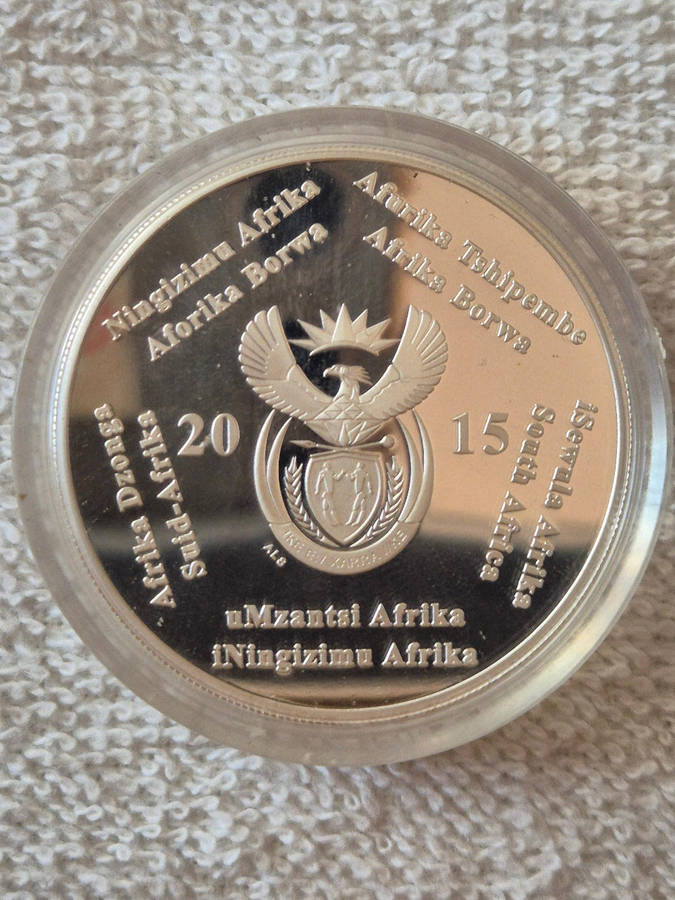 Ningizimu Afrika
Aforika Borwa
Afurika Tshipembe
Afrika Borwa
20 15
iSewula Afrika
South Africa
Afrika Dzonga
Suid-Afrika
ALS
uMzantsi Afrika
iNingizimu Afrika